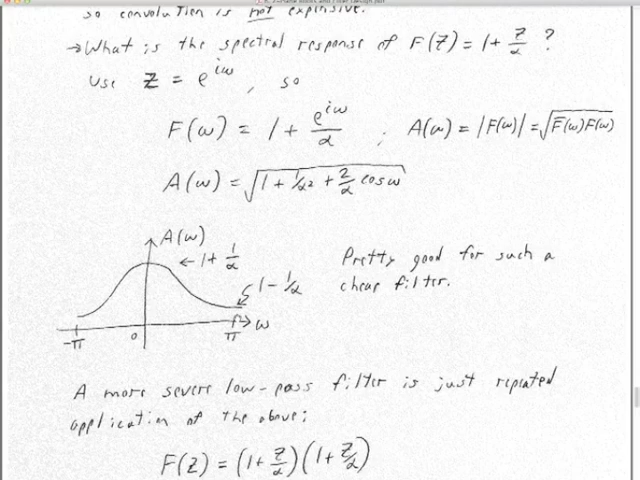 so convolution is not expensive.
→ What is the spectral response of F(Z) = 1 + Z/α ?
Use Z = e^{iω}, so
F(ω) = 1 + e^{iω}/α ; A(ω) = |F(ω)| = √(F̄(ω)F(ω))
A(ω) = √(1 + 1/α² + 2/α cosω)
A(ω)
← 1 + 1/α
1 - 1/α
Pretty good for such a
cheap filter.
-π 0 π ω
A more severe low-pass filter is just repeated
application of the above:
F(Z) = (1 + Z/α)(1 + Z/α)